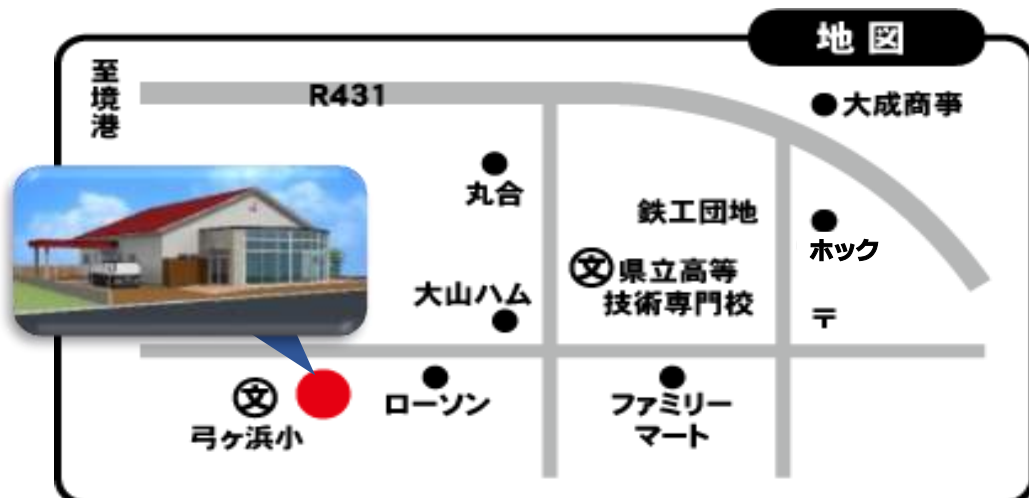 地図
至境港
R431
大成商事
丸合
鉄工団地
ホック
文
県立高等
技術専門校
大山ハム
〒
文
弓ヶ浜小
ローソン
ファミリー
マート